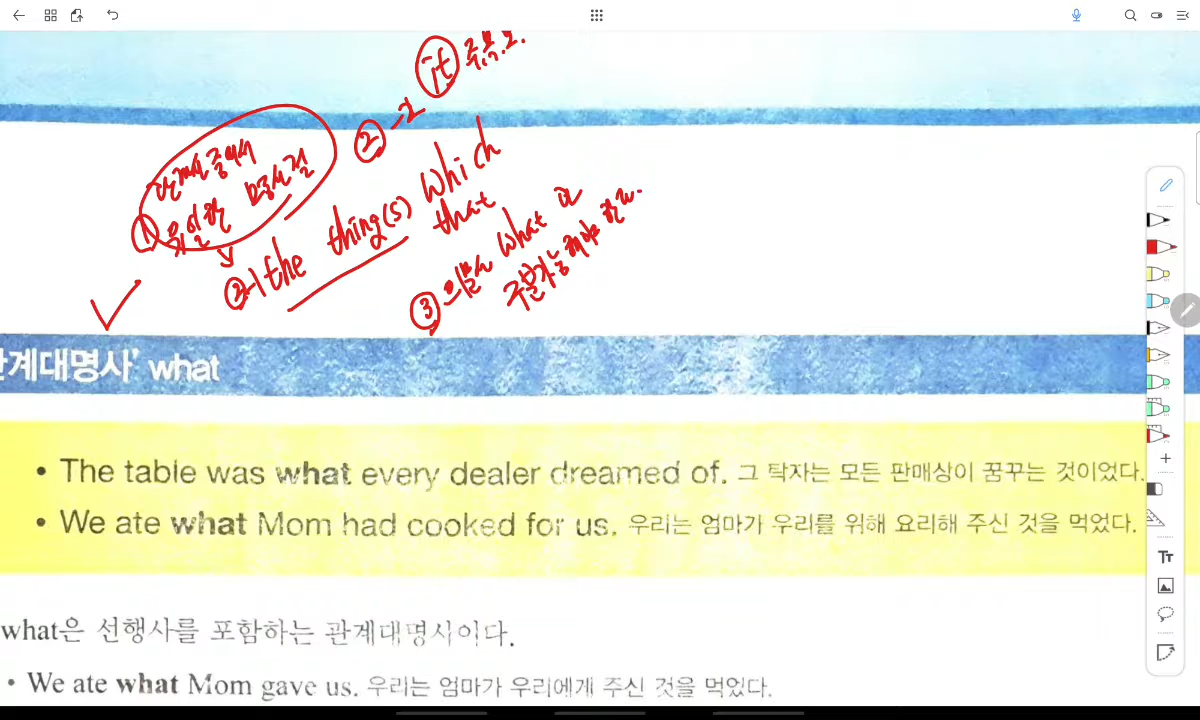 it 주.목.보.
②-2
관계사 중에서
① 유일한 명사절
②-1 the thing(s) which
that
③ 의문사 what 과
구분가능해야 한다.
관계대명사' what
• The table was what every dealer dreamed of. 그 탁자는 모든 판매상이 꿈꾸는 것이었다.
• We ate what Mom had cooked for us. 우리는 엄마가 우리를 위해 요리해 주신 것을 먹었다.
what은 선행사를 포함하는 관계대명사이다.
• We ate what Mom gave us. 우리는 엄마가 우리에게 주신 것을 먹었다.
Tт